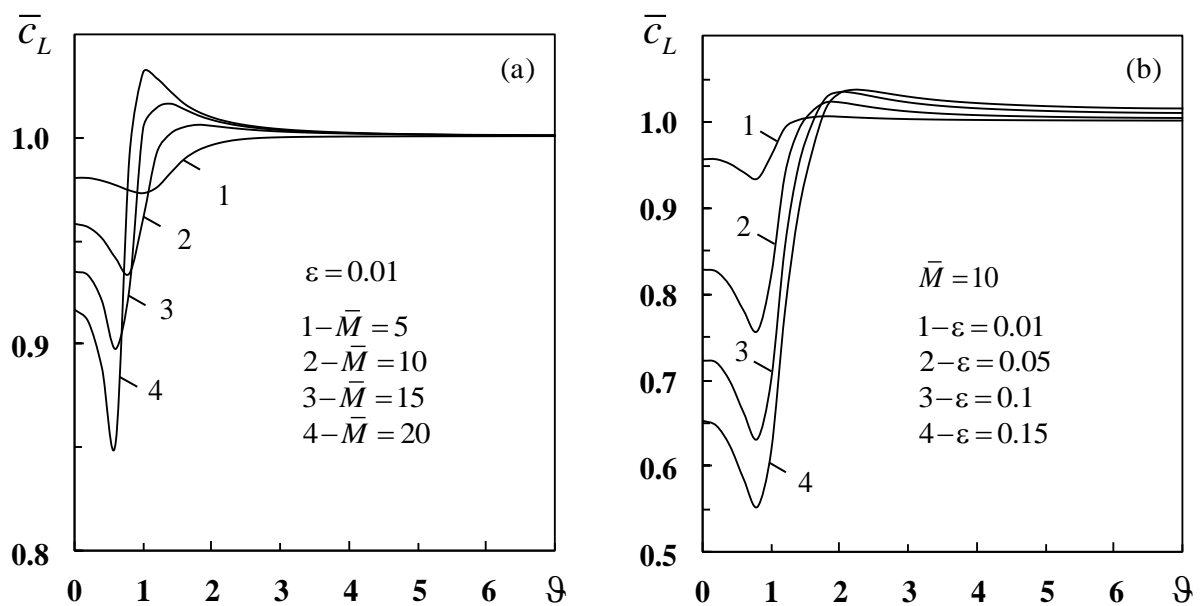 c̄_L
(a)
1.0
0.9
0.8
1
2
3
4
ε = 0.01
1 – M̄ = 5
2 – M̄ = 10
3 – M̄ = 15
4 – M̄ = 20
0 1 2 3 4 5 6 ϑ
c̄_L
(b)
1.0
0.9
0.8
0.7
0.6
0.5
1
2
3
4
M̄ = 10
1 – ε = 0.01
2 – ε = 0.05
3 – ε = 0.1
4 – ε = 0.15
0 1 2 3 4 5 6 ϑ